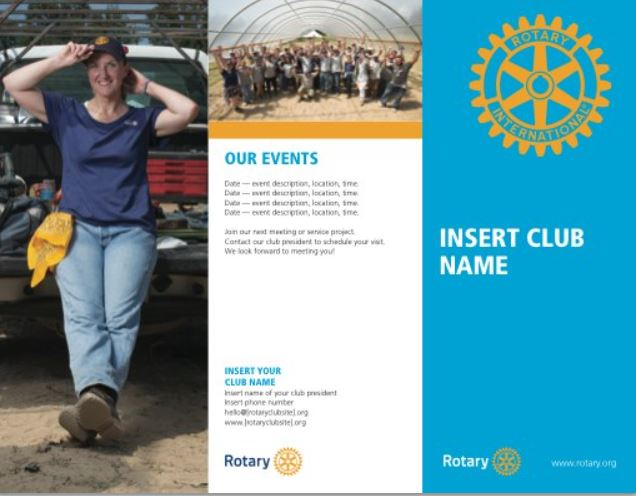 OUR EVENTS
Date — event description, location, time.
Date — event description, location, time.
Date — event description, location, time.
Date — event description, location, time.
Join our next meeting or service project.
Contact our club president to schedule your visit.
We look forward to meeting you!
INSERT YOUR
CLUB NAME
Insert name of your club president
Insert phone number
hello@[rotaryclubsite].org
www.[rotaryclubsite].org
Rotary
ROTARY
INTERNATIONAL
INSERT CLUB
NAME
Rotary
www.rotary.org